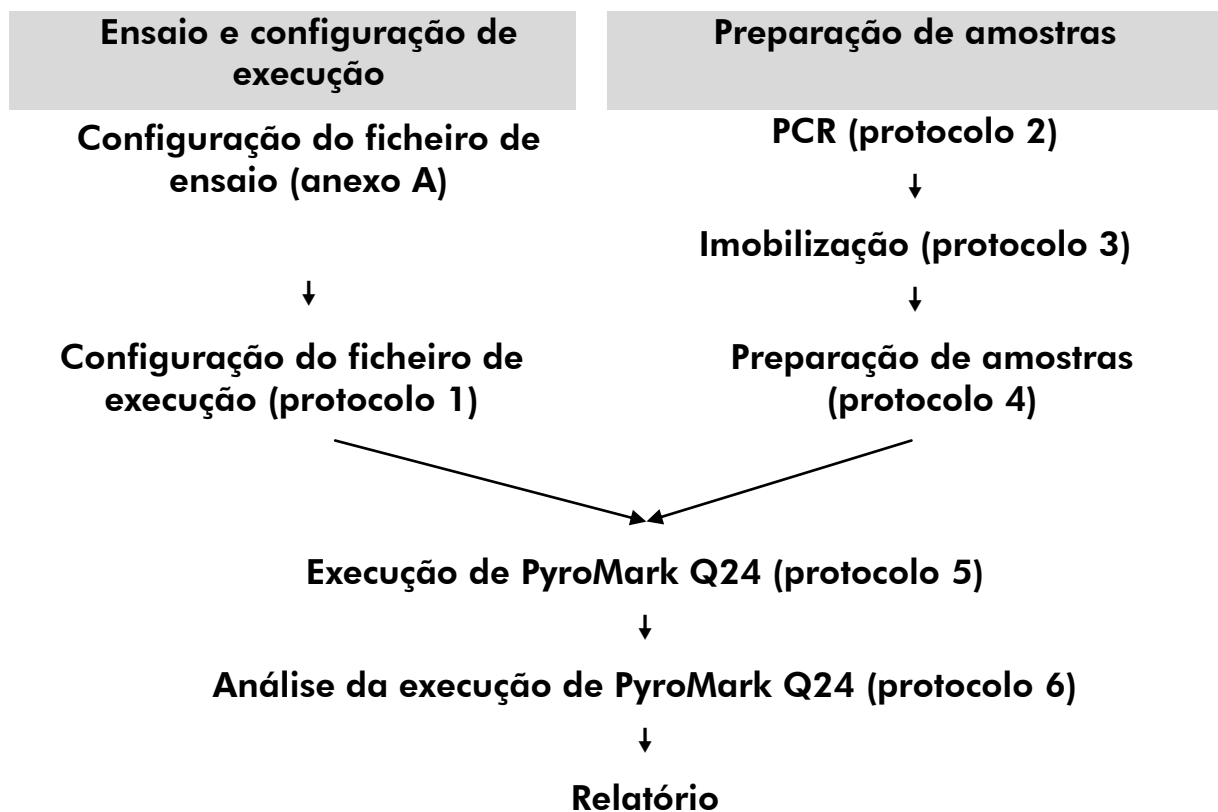 Ensaio e configuração de
execução
Configuração do ficheiro de
ensaio (anexo A)
Configuração do ficheiro de
execução (protocolo 1)
Preparação de amostras
PCR (protocolo 2)
Imobilização (protocolo 3)
Preparação de amostras
(protocolo 4)
Execução de PyroMark Q24 (protocolo 5)
Análise da execução de PyroMark Q24 (protocolo 6)
Relatório